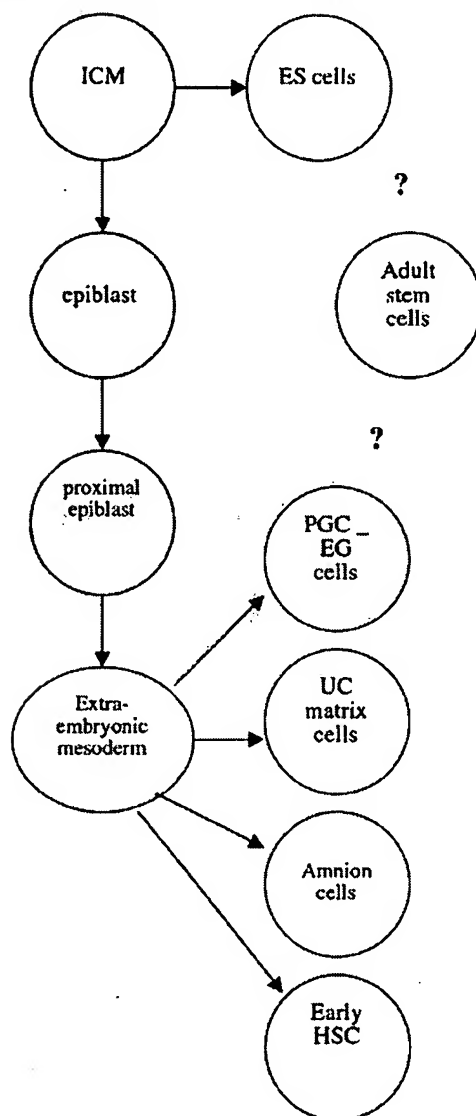 ICM
ES cells
?
epiblast
Adult
stem
cells
?
proximal
epiblast
PGC _
EG
cells
Extra-
embryonic
mesoderm
UC
matrix
cells
Amnion
cells
Early
HSC